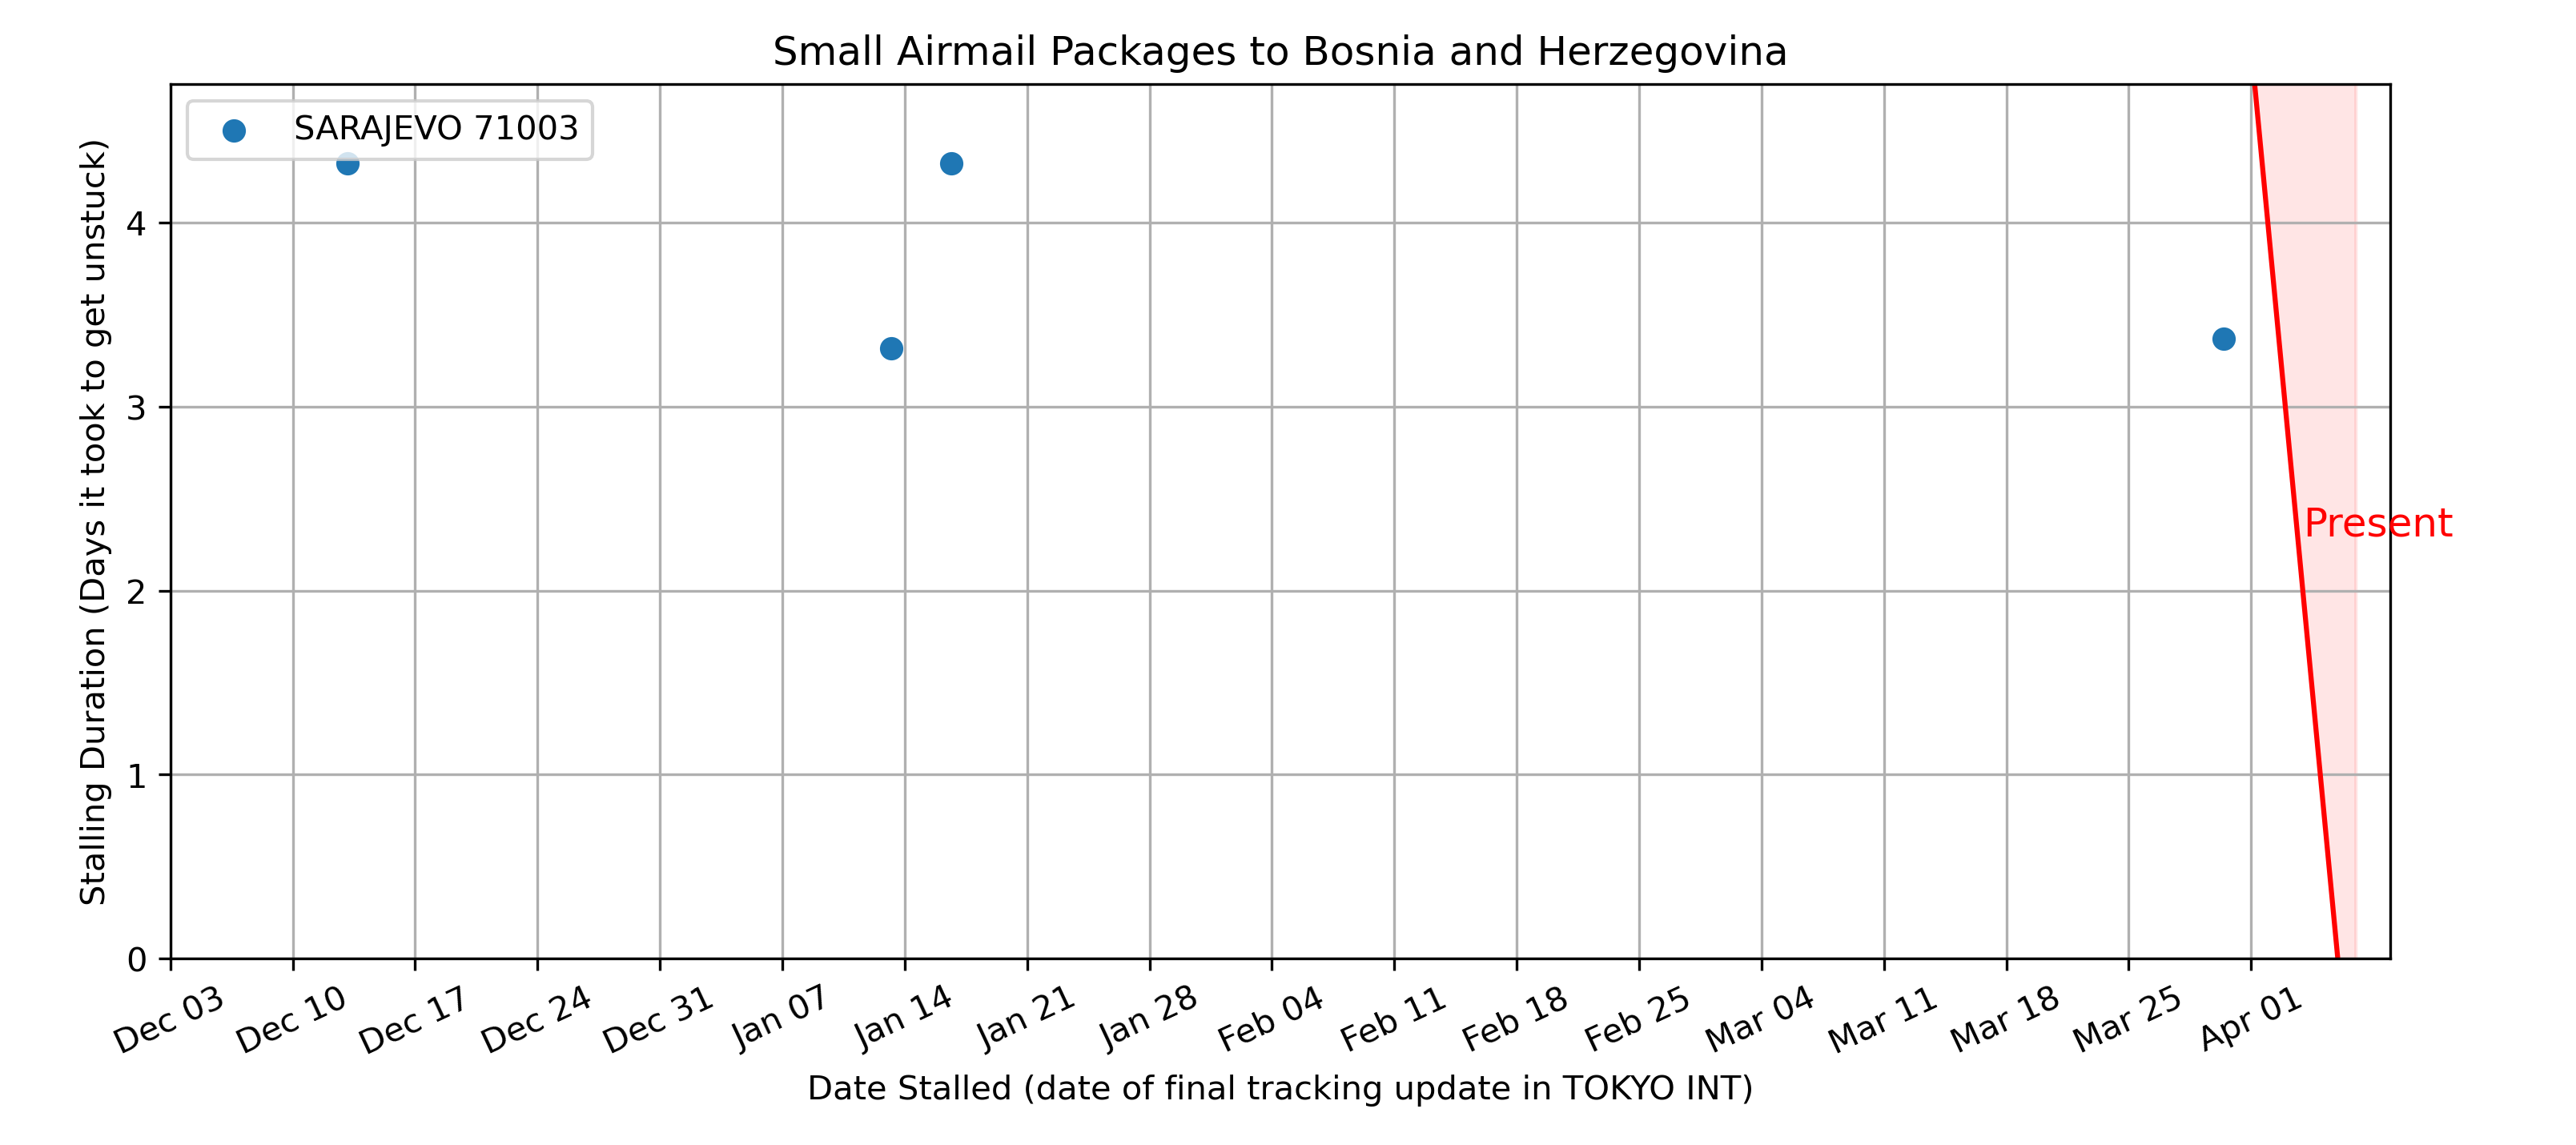 Small Airmail Packages to Bosnia and Herzegovina
SARAJEVO 71003
Stalling Duration (Days it took to get unstuck)
4
3
2
1
0
Present
Dec 03
Dec 10
Dec 17
Dec 24
Dec 31
Jan 07
Jan 14
Jan 21
Jan 28
Feb 04
Feb 11
Feb 18
Feb 25
Mar 04
Mar 11
Mar 18
Mar 25
Apr 01
Date Stalled (date of final tracking update in TOKYO INT)